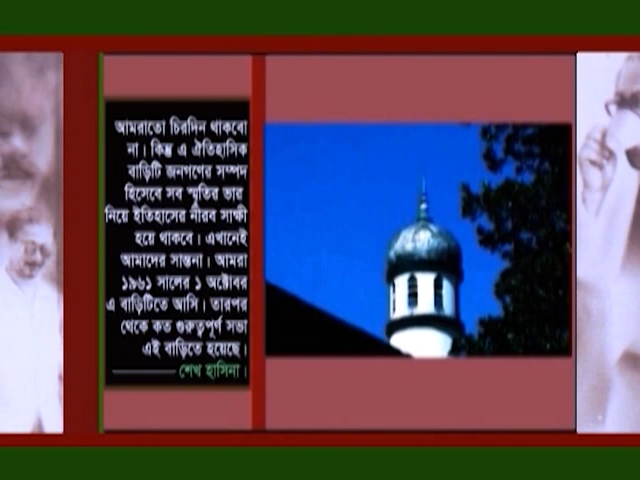 আমরাতো চিরদিন থাকবো
না। কিন্তু এ ঐতিহাসিক
বাড়িটি জনগণের সম্পদ
হিসেবে সব স্মৃতির ভার
নিয়ে ইতিহাসের নীরব সাক্ষী
হয়ে থাকবে। এখানেই
আমাদের সান্তনা। আমরা
১৯৬১ সালের ১ অক্টোবর
এ বাড়িটিতে আসি। তারপর
থেকে কত গুরুত্বপূর্ণ সভা
এই বাড়িতে হয়েছে।
শেখ হাসিনা।